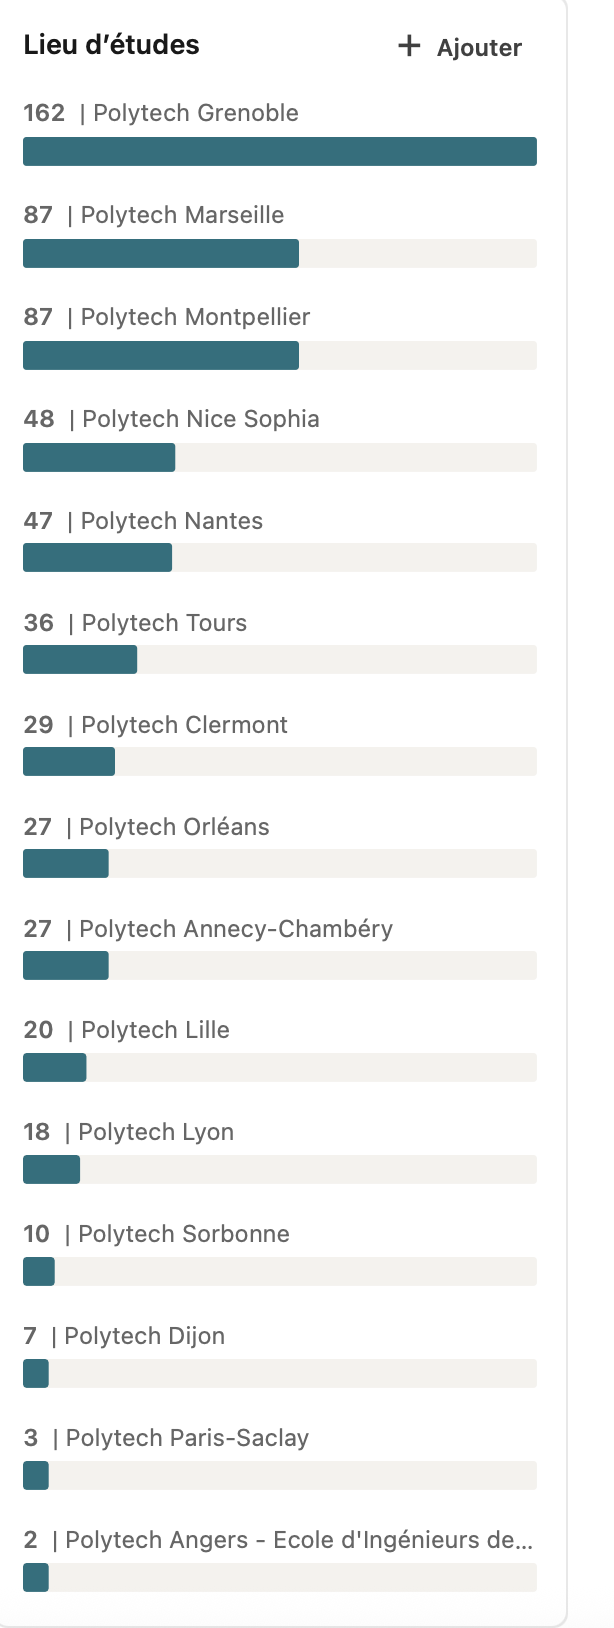 Lieu d’études
+ Ajouter
162 | Polytech Grenoble
87 | Polytech Marseille
87 | Polytech Montpellier
48 | Polytech Nice Sophia
47 | Polytech Nantes
36 | Polytech Tours
29 | Polytech Clermont
27 | Polytech Orléans
27 | Polytech Annecy-Chambéry
20 | Polytech Lille
18 | Polytech Lyon
10 | Polytech Sorbonne
7 | Polytech Dijon
3 | Polytech Paris-Saclay
2 | Polytech Angers - Ecole d'Ingénieurs de...